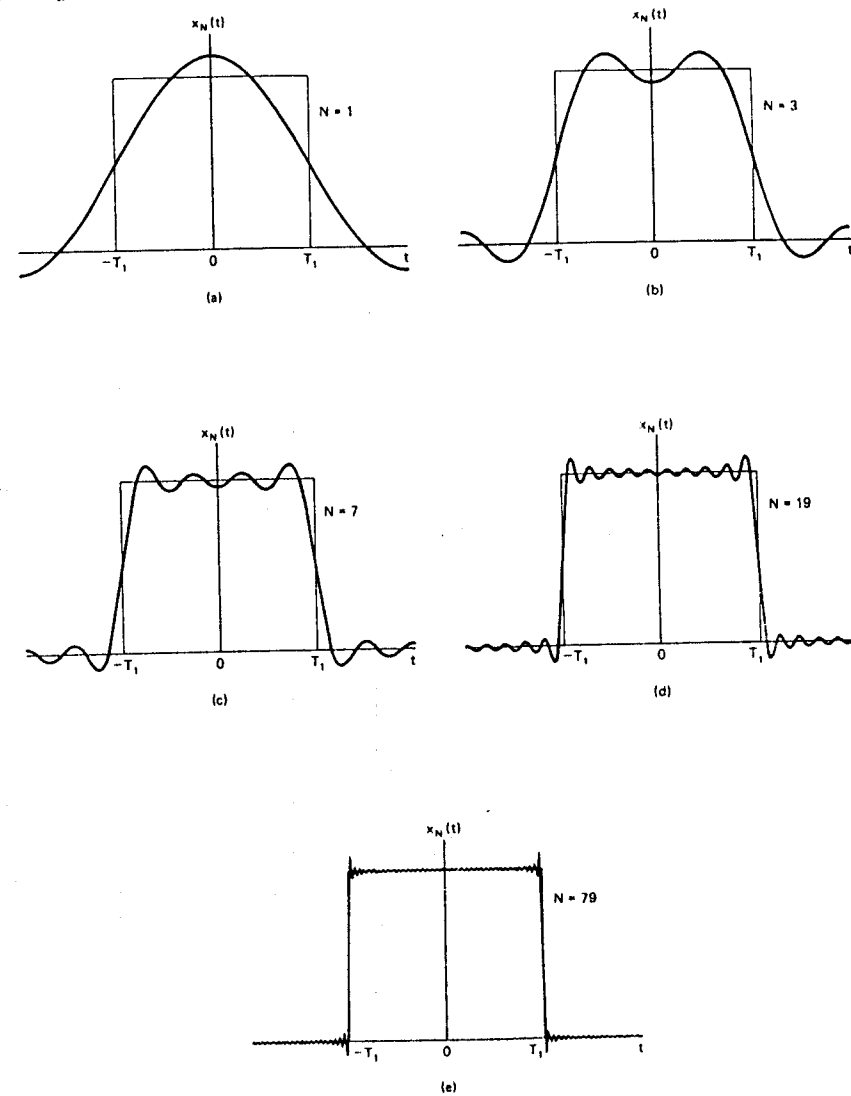 x_N(t)
N = 1
-T_1 0 T_1 t
(a)
x_N(t)
N = 3
-T_1 0 T_1 t
(b)
x_N(t)
N = 7
-T_1 0 T_1 t
(c)
x_N(t)
N = 19
-T_1 0 T_1 t
(d)
x_N(t)
N = 79
-T_1 0 T_1 t
(e)